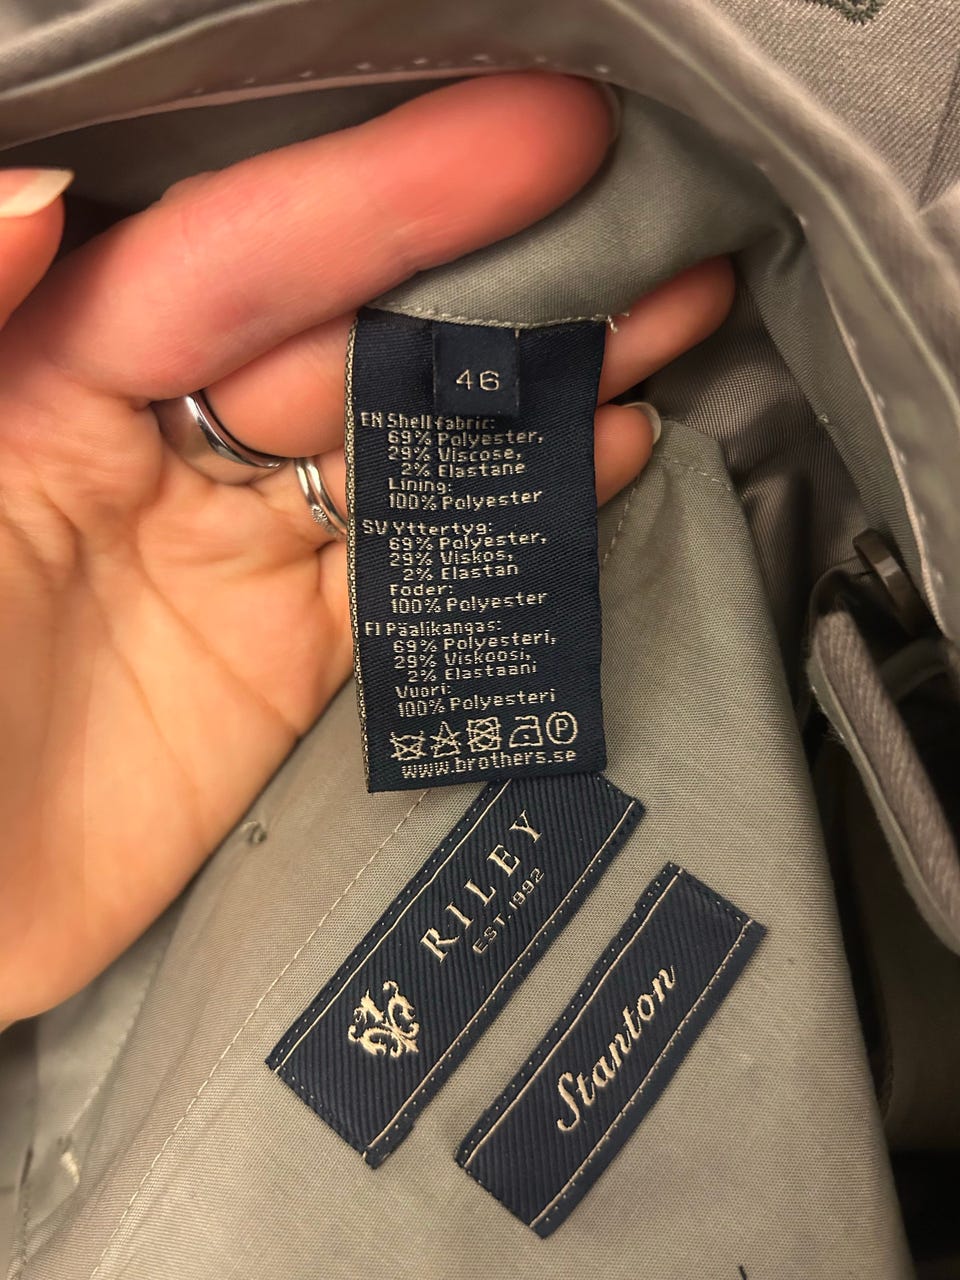 46
EN Shell fabric:
69% Polyester,
29% Viscose,
2% Elastane
Lining:
100% Polyester
SV Yttertyg:
69% Polyester,
29% Viskos,
2% Elastan
Foder:
100% Polyester
FI Päälikangas:
69% Polyesteri,
29% Viskoosi,
2% Elastaani
Vuori:
100% Polyesteri
P
www.brothers.se
RILEY
EST. 1992
Stanton